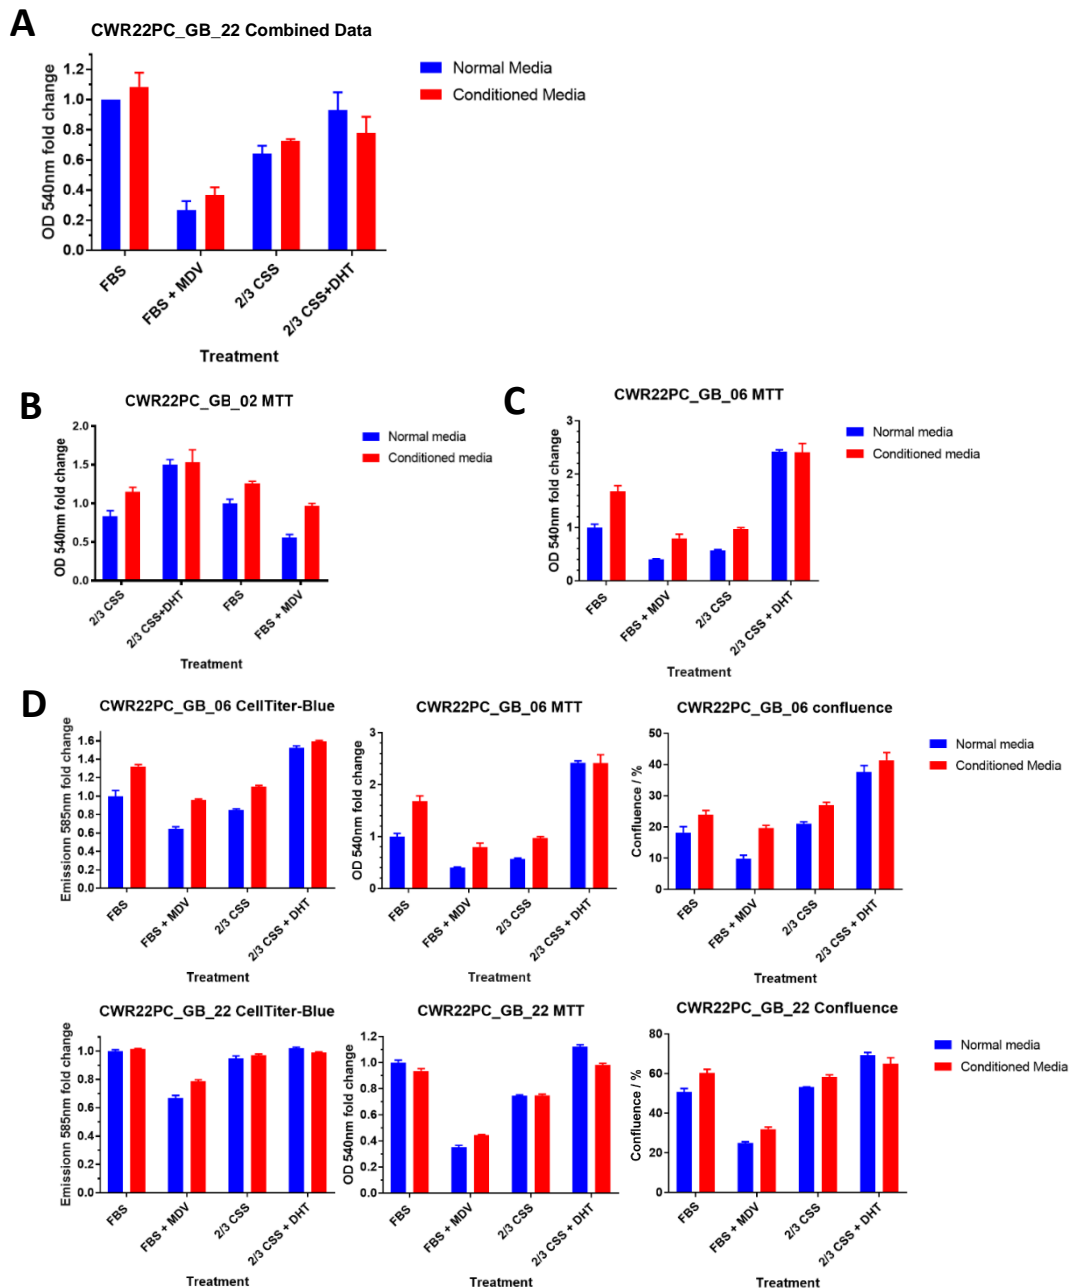 A
CWR22PC_GB_22 Combined Data
OD 540nm fold change
1.2
1.0
0.8
0.6
0.4
0.2
0.0
FBS
FBS + MDV
2/3 CSS
2/3 CSS+DHT
Treatment
Normal Media
Conditioned Media
B
CWR22PC_GB_02 MTT
OD 540nm fold change
2.0
1.5
1.0
0.5
0.0
2/3 CSS
2/3 CSS+DHT
FBS
FBS + MDV
Treatment
Normal media
Conditioned media
C
CWR22PC_GB_06 MTT
OD 540nm fold change
3
2
1
0
FBS
FBS + MDV
2/3 CSS
2/3 CSS + DHT
Treatment
Normal media
Conditioned media
D
CWR22PC_GB_06 CellTiter-Blue
Emissionn 585nm fold change
1.6
1.4
1.2
1.0
0.8
0.6
0.4
0.2
0.0
FBS
FBS + MDV
2/3 CSS
2/3 CSS + DHT
Treatment
CWR22PC_GB_06 MTT
OD 540nm fold change
3
2
1
0
FBS
FBS + MDV
2/3 CSS
2/3 CSS + DHT
Treatment
CWR22PC_GB_06 confluence
Confluence / %
50
40
30
20
10
0
FBS
FBS + MDV
2/3 CSS
2/3 CSS + DHT
Treatment
Normal media
Conditioned Media
CWR22PC_GB_22 CellTiter-Blue
Emissionn 585nm fold change
1.0
0.8
0.6
0.4
0.2
0.0
FBS
FBS + MDV
2/3 CSS
2/3 CSS + DHT
Treatment
CWR22PC_GB_22 MTT
OD 540nm fold change
1.2
1.0
0.8
0.6
0.4
0.2
0.0
FBS
FBS + MDV
2/3 CSS
2/3 CSS + DHT
Treatment
CWR22PC_GB_22 Confluence
Confluence / %
80
60
40
20
0
FBS
FBS + MDV
2/3 CSS
2/3 CSS + DHT
Treatment
Normal media
Conditioned Media